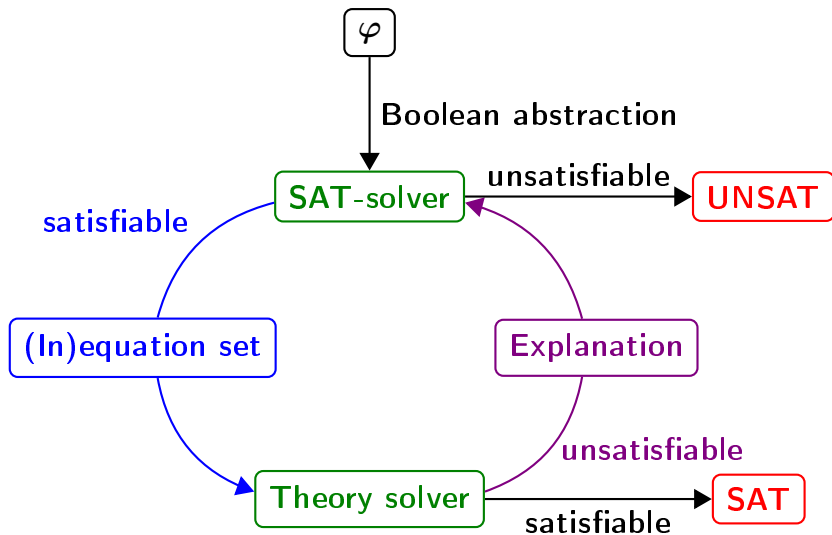 φ
Boolean abstraction
unsatisfiable
SAT-solver
UNSAT
satisfiable
(In)equation set
Explanation
unsatisfiable
Theory solver
SAT
satisfiable